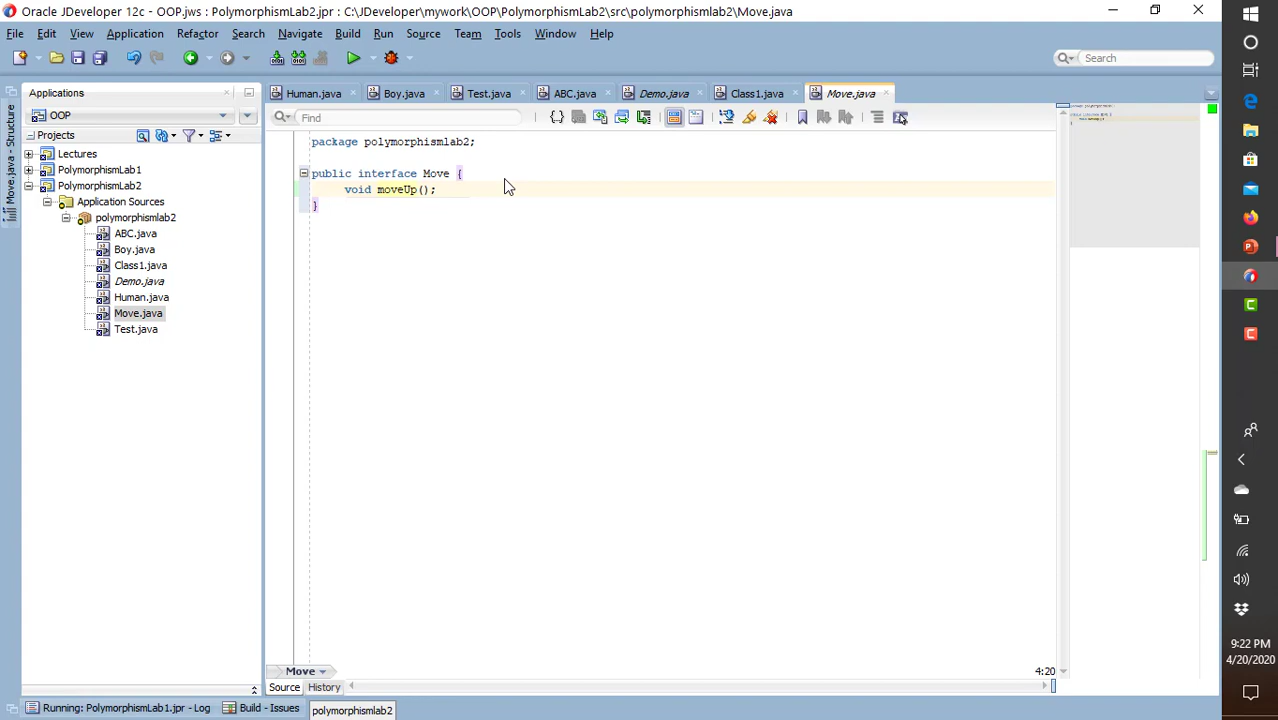 Oracle JDeveloper 12c - OOP.jws : PolymorphismLab2.jpr : C:\JDeveloper\mywork\OOP\PolymorphismLab2\src\polymorphismlab2\Move.java
File Edit View Application Refactor Search Navigate Build Run Source Team Tools Window Help
Search
Applications
OOP
Projects
Lectures
PolymorphismLab1
PolymorphismLab2
Application Sources
polymorphismlab2
ABC.java
Boy.java
Class1.java
Demo.java
Human.java
Move.java
Test.java
Move.java - Structure
Human.java Boy.java Test.java ABC.java Demo.java Class1.java Move.java
Find
package polymorphismlab2;
public interface Move {
void moveUp();
}
Move
4:20
Source History
Running: PolymorphismLab1.jpr - Log Build - Issues polymorphismlab2
9:22 PM
4/20/2020